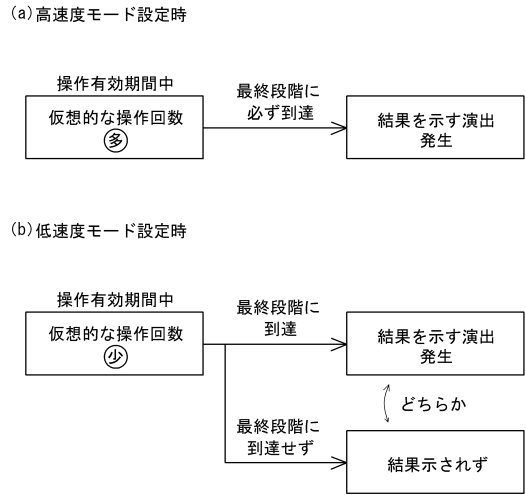 (a)高速度モード設定時
操作有効期間中
仮想的な操作回数
多
最終段階に
必ず到達
結果を示す演出
発生
(b)低速度モード設定時
操作有効期間中
仮想的な操作回数
少
最終段階に
到達
結果を示す演出
発生
どちらか
最終段階に
到達せず
結果示されず